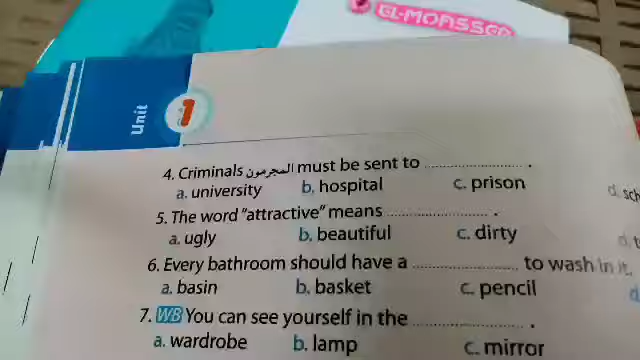 EL-MOASSER
Unit 1
4. Criminals المجرمون must be sent to .................... .
a. university b. hospital c. prison d. sch
5. The word "attractive" means .................... .
a. ugly b. beautiful c. dirty
6. Every bathroom should have a .................... to wash in it.
a. basin b. basket c. pencil d.
7. WB You can see yourself in the .................... .
a. wardrobe b. lamp c. mirror